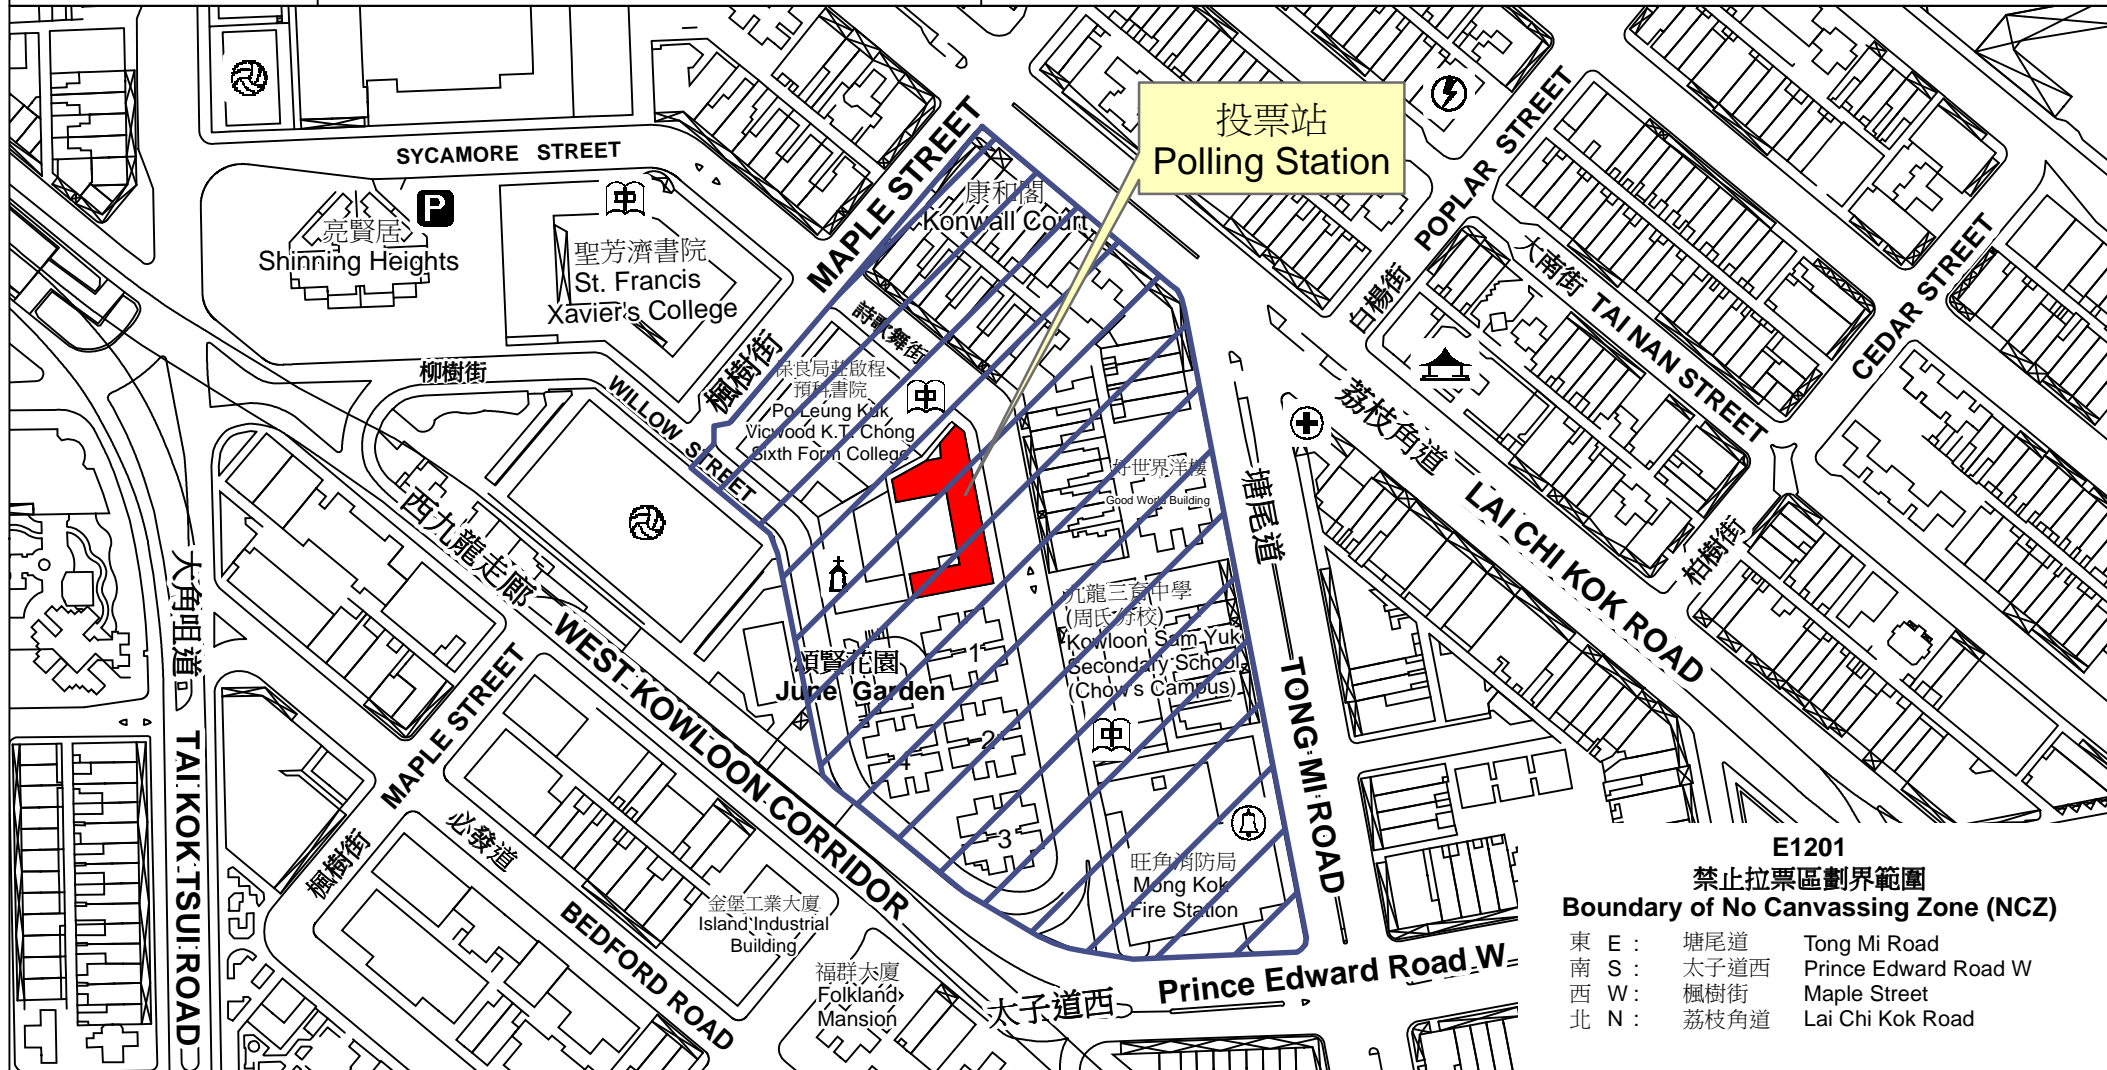 投票站
Polling Station
SYCAMORE STREET
MAPLE STREET
楓樹街
POPLAR STREET
白楊街
康和閣
Konwall Court
亮賢居
Shinning Heights
P
中
聖芳濟書院
St. Francis
Xavier's College
大南街 TAI NAN STREET
CEDAR STREET
柏樹街
詩歌舞街
柳樹街
WILLOW STREET
保良局莊啟程
預科書院
Po Leung Kuk
Vicwood K.T. Chong
Sixth Form College
中
荔枝角道 LAI CHI KOK ROAD
好世界洋樓
Good World Building
塘尾道
TONG MI ROAD
西九龍走廊 WEST KOWLOON CORRIDOR
大角咀道
TAI KOK TSUI ROAD
九龍三育中學
(周氏分校)
Kowloon Sam Yuk
Secondary School
(Chow's Campus)
中
頌賢花園
June Garden
1
2
3
4
MAPLE STREET
楓樹街
必發道
BEDFORD ROAD
金堡工業大廈
Island Industrial
Building
福群大廈
Folkland
Mansion
旺角消防局
Mong Kok
Fire Station
太子道西 Prince Edward Road W
E1201
禁止拉票區劃界範圍
Boundary of No Canvassing Zone (NCZ)
東 E : 塘尾道 Tong Mi Road
南 S : 太子道西 Prince Edward Road W
西 W : 楓樹街 Maple Street
北 N : 荔枝角道 Lai Chi Kok Road